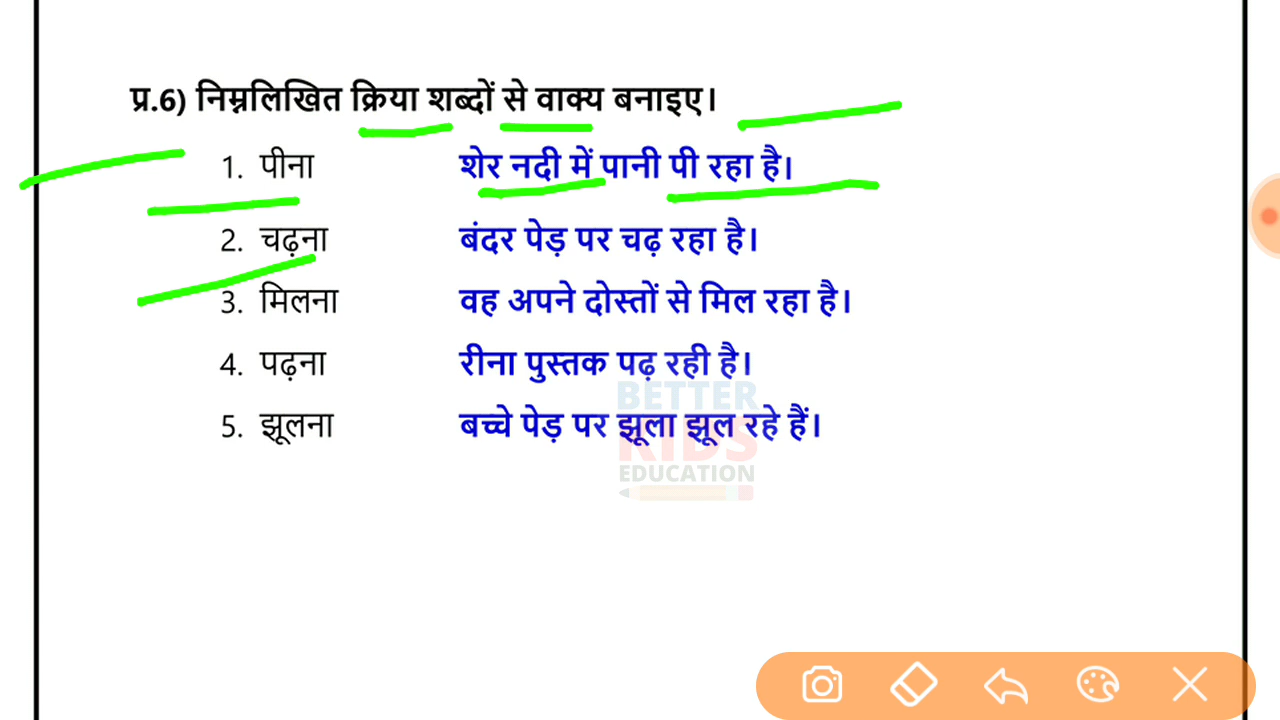 प्र.6) निम्नलिखित क्रिया शब्दों से वाक्य बनाइए।
1. पीना शेर नदी में पानी पी रहा है।
2. चढ़ना बंदर पेड़ पर चढ़ रहा है।
3. मिलना वह अपने दोस्तों से मिल रहा है।
4. पढ़ना रीना पुस्तक पढ़ रही है।
5. झूलना बच्चे पेड़ पर झूला झूल रहे हैं।
BETTER
KIDS
EDUCATION